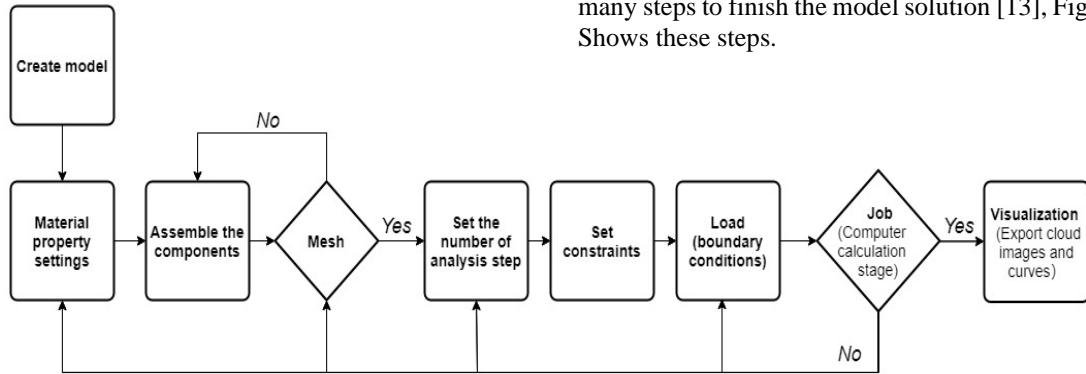 many steps to finish the model solution [13], Fig
Shows these steps.
Create model
No
Material
property
settings
Assemble the
components
Mesh
Yes
Set the
number of
analysis step
Set
constraints
Load
(boundary
conditions)
Job
(Computer
calculation
stage)
Yes
Visualization
(Export cloud
images and
curves)
No